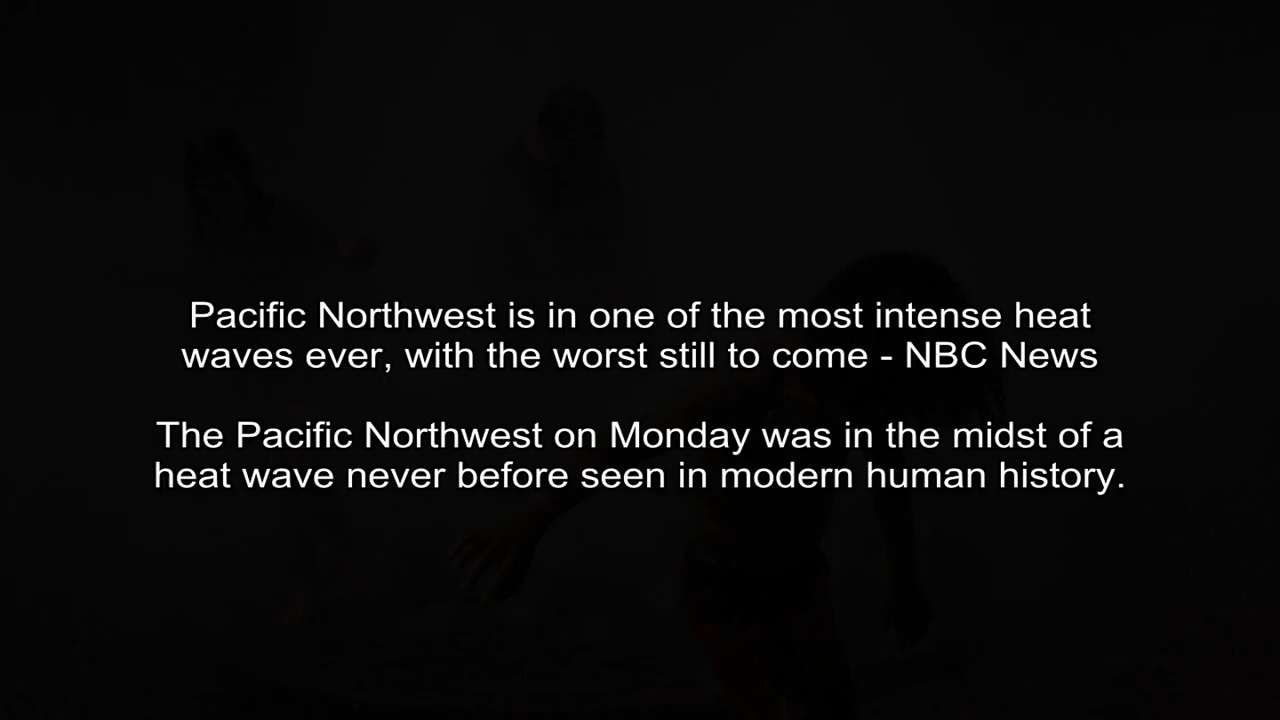 Pacific Northwest is in one of the most intense heat
waves ever, with the worst still to come - NBC News
The Pacific Northwest on Monday was in the midst of a
heat wave never before seen in modern human history.